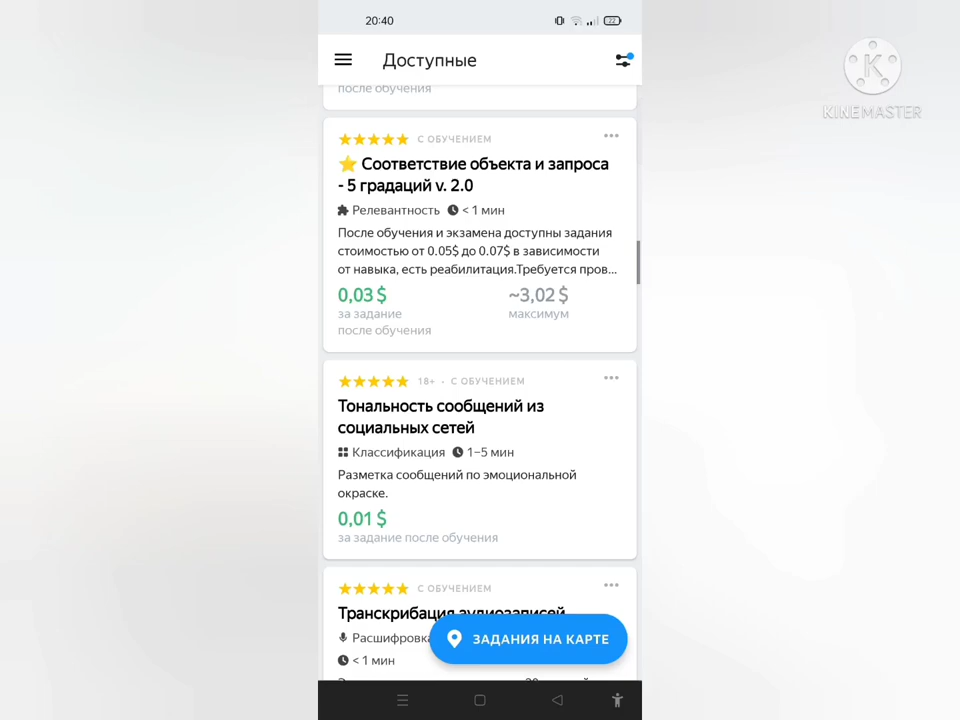 20:40
22
Доступные
KINEMASTER
после обучения
С ОБУЧЕНИЕМ
Соответствие объекта и запроса
- 5 градаций v. 2.0
Релевантность < 1 мин
После обучения и экзамена доступны задания
стоимостью от 0.05$ до 0.07$ в зависимости
от навыка, есть реабилитация.Требуется пров...
0,03 $ ~3,02 $
за задание максимум
после обучения
18+ · С ОБУЧЕНИЕМ
Тональность сообщений из
социальных сетей
Классификация 1–5 мин
Разметка сообщений по эмоциональной
окраске.
0,01 $
за задание после обучения
С ОБУЧЕНИЕМ
Транскрибация аудиозаписей
Расшифровка
ЗАДАНИЯ НА КАРТЕ
< 1 мин